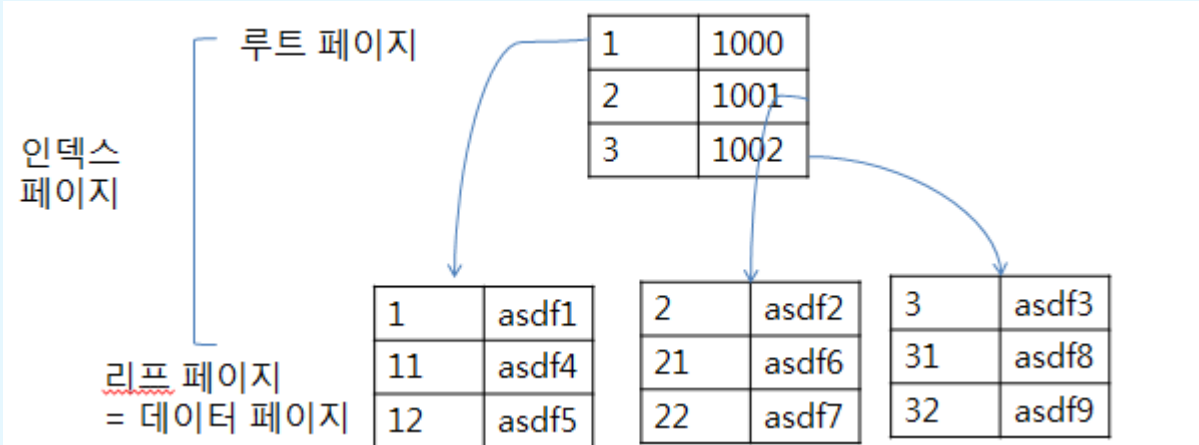 루트 페이지
1 1000
2 1001
3 1002
인덱스
페이지
1 asdf1
11 asdf4
12 asdf5
2 asdf2
21 asdf6
22 asdf7
3 asdf3
31 asdf8
32 asdf9
리프 페이지
= 데이터 페이지